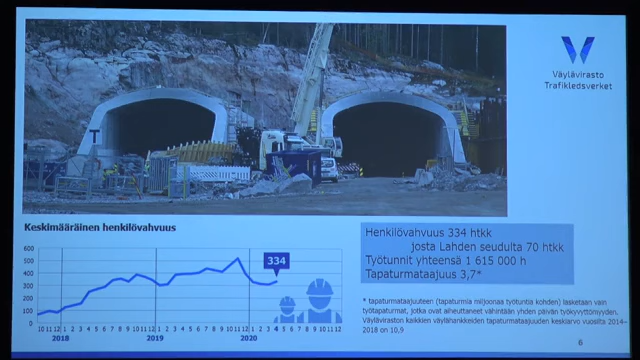 Väylävirasto
Trafikledsverket
T
Keskimääräinen henkilövahvuus
600
500
400
300
200
100
0
334
10 11 12 1 2 3 4 5 6 7 8 9 10 11 12 1 2 3 4 5 6 7 8 9 10 11 12 1 2 3 4 5 6 7 8 9 10 11 12
2018 2019 2020
Henkilövahvuus 334 htkk
josta Lahden seudulta 70 htkk
Työtunnit yhteensä 1 615 000 h
Tapaturmataajuus 3,7*
* tapaturmataajuuteen (tapaturmia miljoonaa työtuntia kohden) lasketaan vain
työtapaturmat, jotka ovat aiheuttaneet vähintään yhden päivän työkyvyttömyyden.
Väyläviraston kaikkien väylähankkeiden tapaturmataajuuden keskiarvo vuosilta 2014–
2018 on 10,9
6